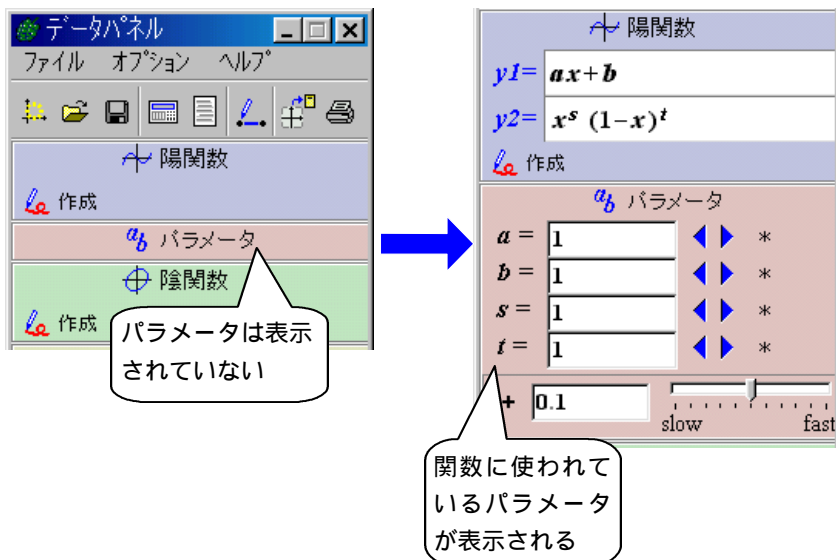 データパネル
ファイル オプション ヘルプ
陽関数
作成
ab パラメータ
陰関数
作成
パラメータは表示
されていない
陽関数
y1= ax+b
y2= x^s (1-x)^t
作成
ab パラメータ
a = 1 *
b = 1 *
s = 1 *
t = 1 *
+ 0.1
slow fast
関数に使われて
いるパラメータ
が表示される